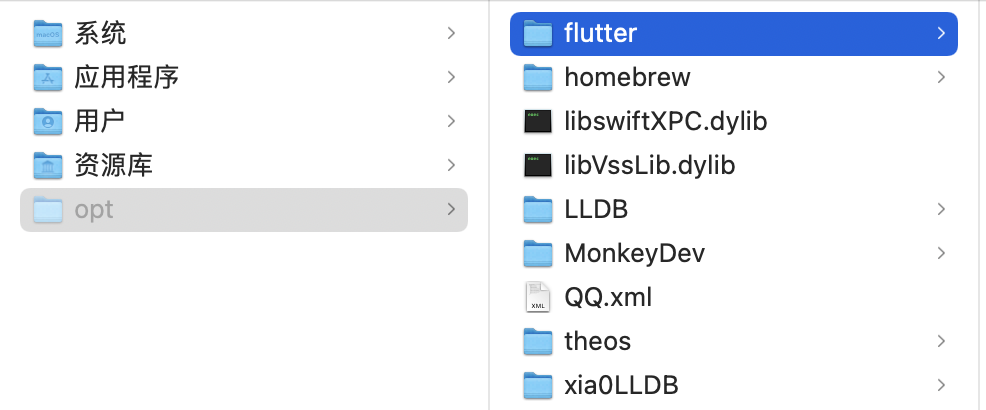 系统
应用程序
用户
资源库
opt
flutter
homebrew
libswiftXPC.dylib
libVssLib.dylib
LLDB
MonkeyDev
QQ.xml
theos
xia0LLDB